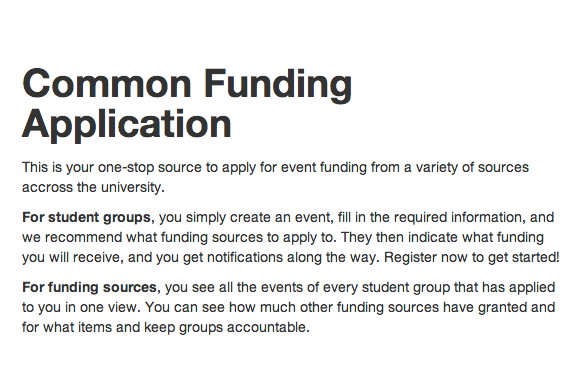 Common Funding
Application
This is your one-stop source to apply for event funding from a variety of sources
accross the university.
For student groups, you simply create an event, fill in the required information, and
we recommend what funding sources to apply to. They then indicate what funding
you will receive, and you get notifications along the way. Register now to get started!
For funding sources, you see all the events of every student group that has applied
to you in one view. You can see how much other funding sources have granted and
for what items and keep groups accountable.